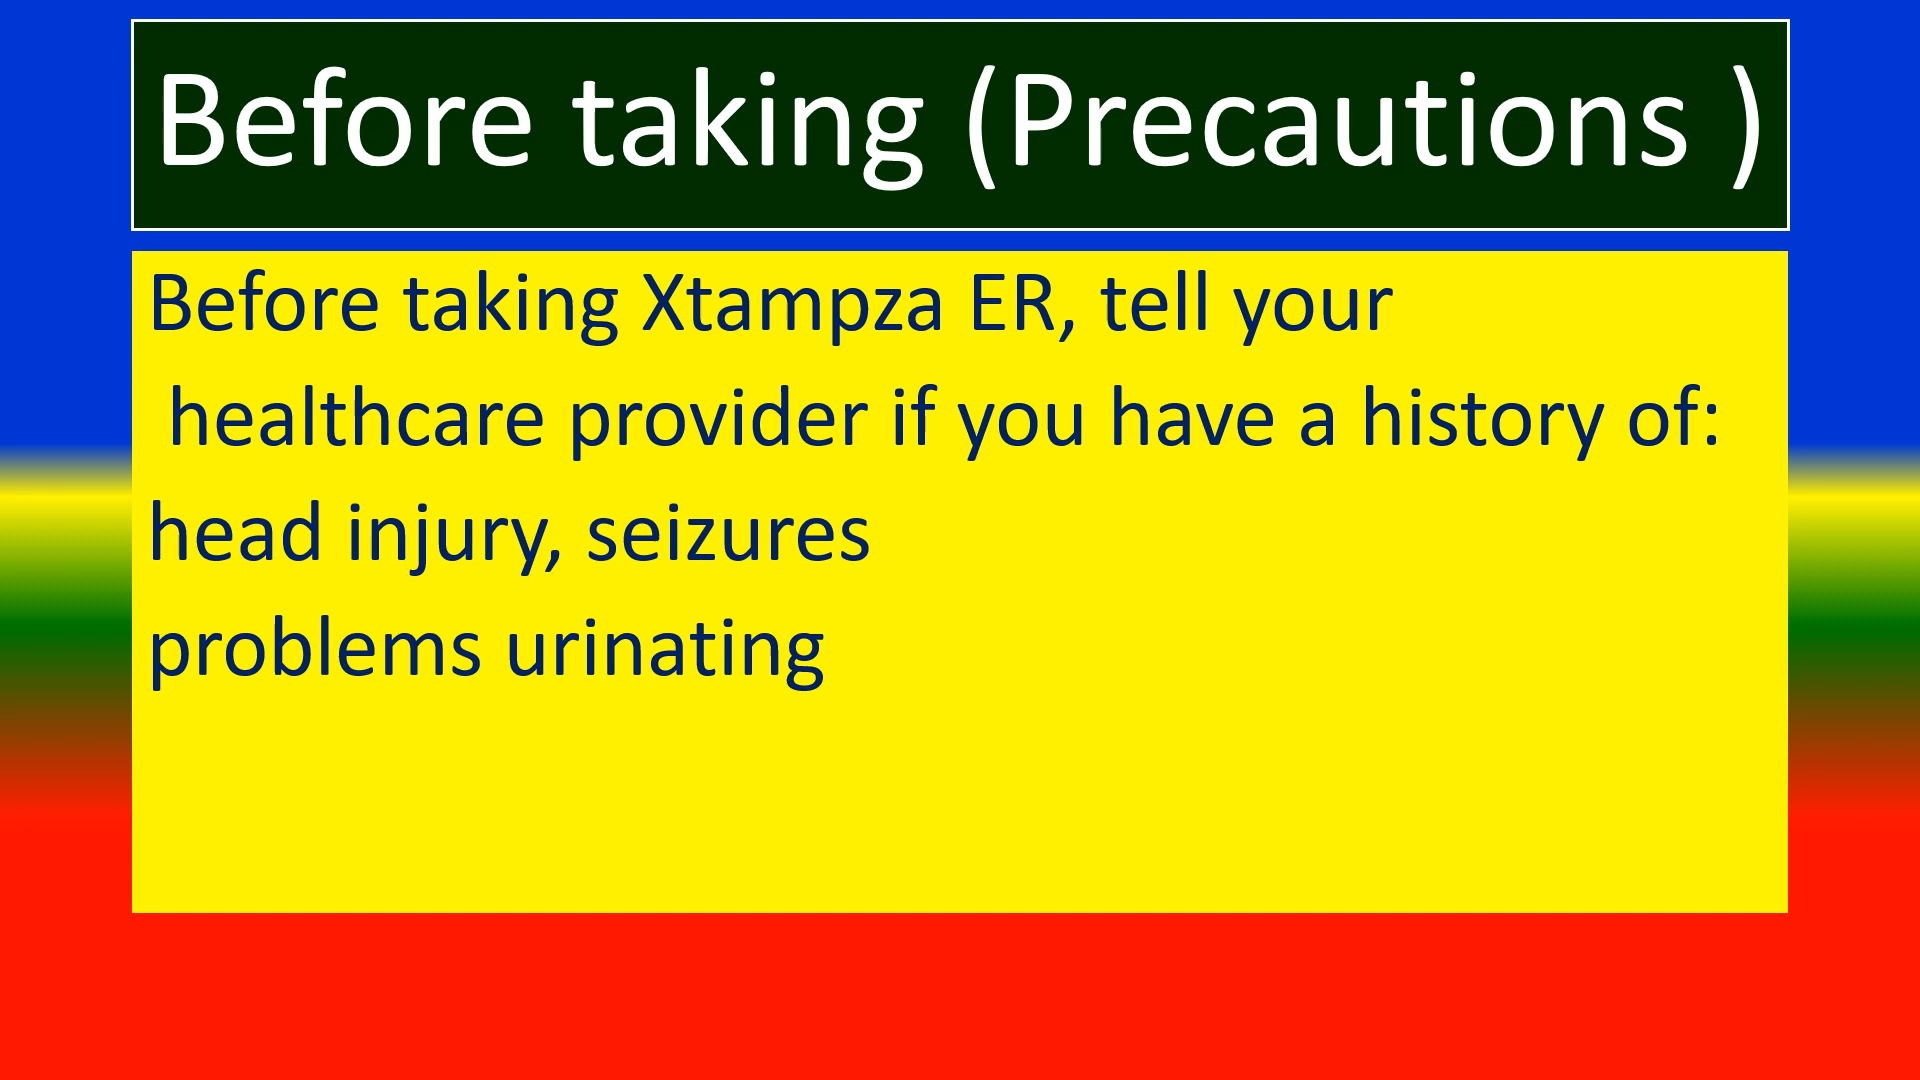 Before taking (Precautions )
Before taking Xtampza ER, tell your
healthcare provider if you have a history of:
head injury, seizures
problems urinating